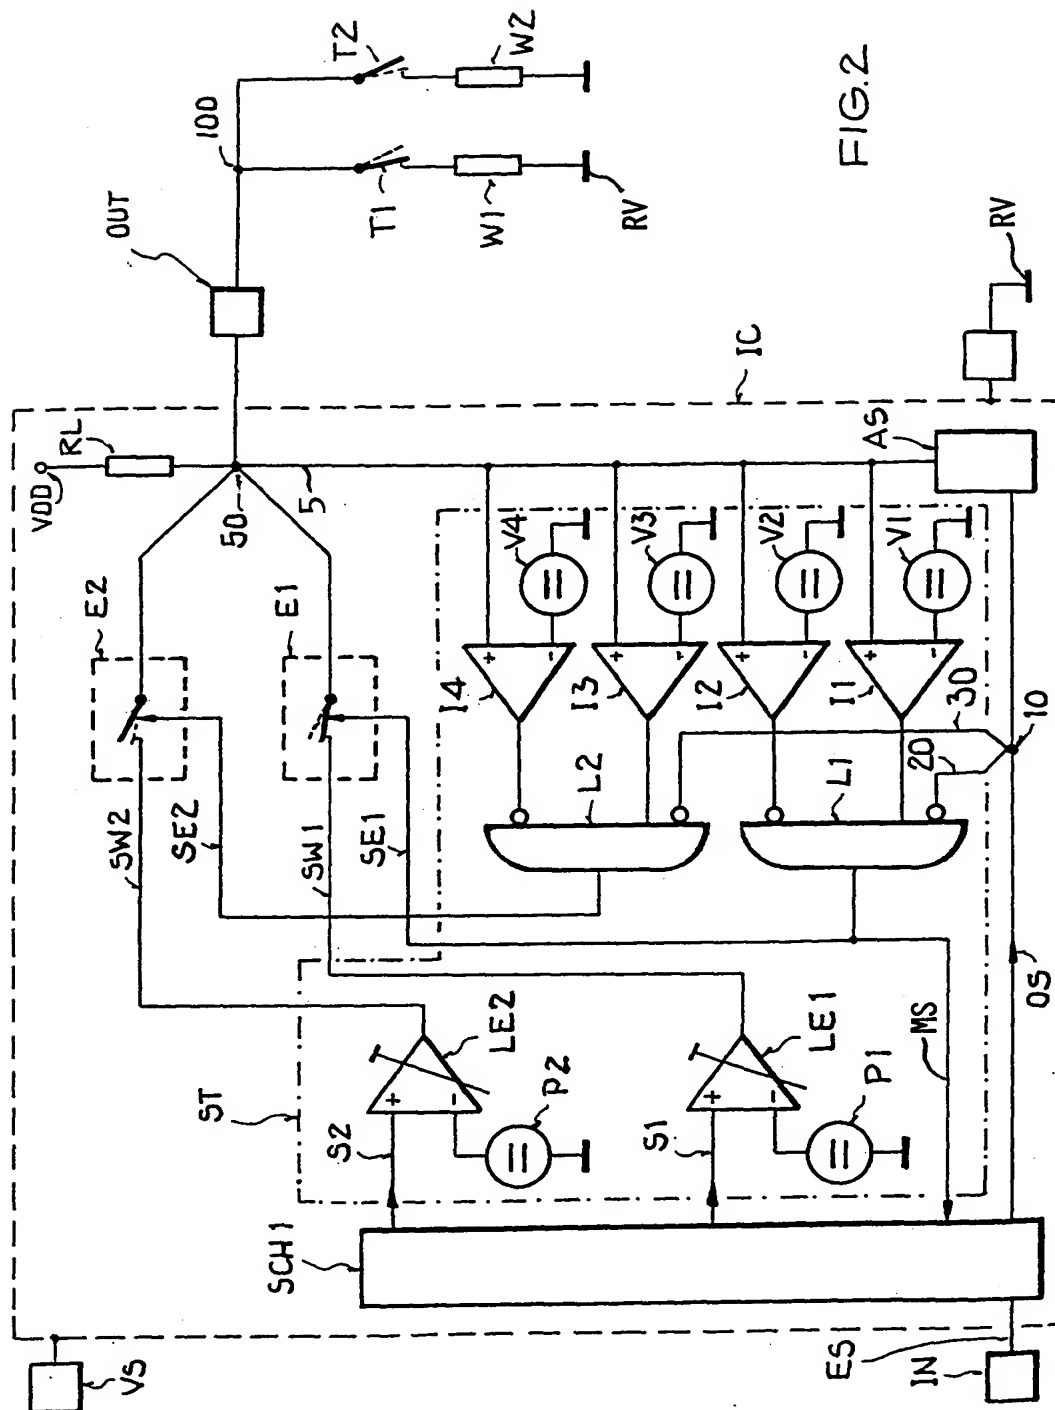 VS
IN
ES
SCH1
ST
S2
+
-
LE2
P2
S1
+
-
LE1
P1
MS
OS
SW2
SE2
SW1
SE1
E2
E1
VDD
RL
50
5
L2
L1
20
30
10
I4
+
-
V4
I3
+
-
V3
I2
+
-
V2
I1
+
-
V1
AS
IC
RV
OUT
100
T1
W1
RV
T2
W2
FIG.2